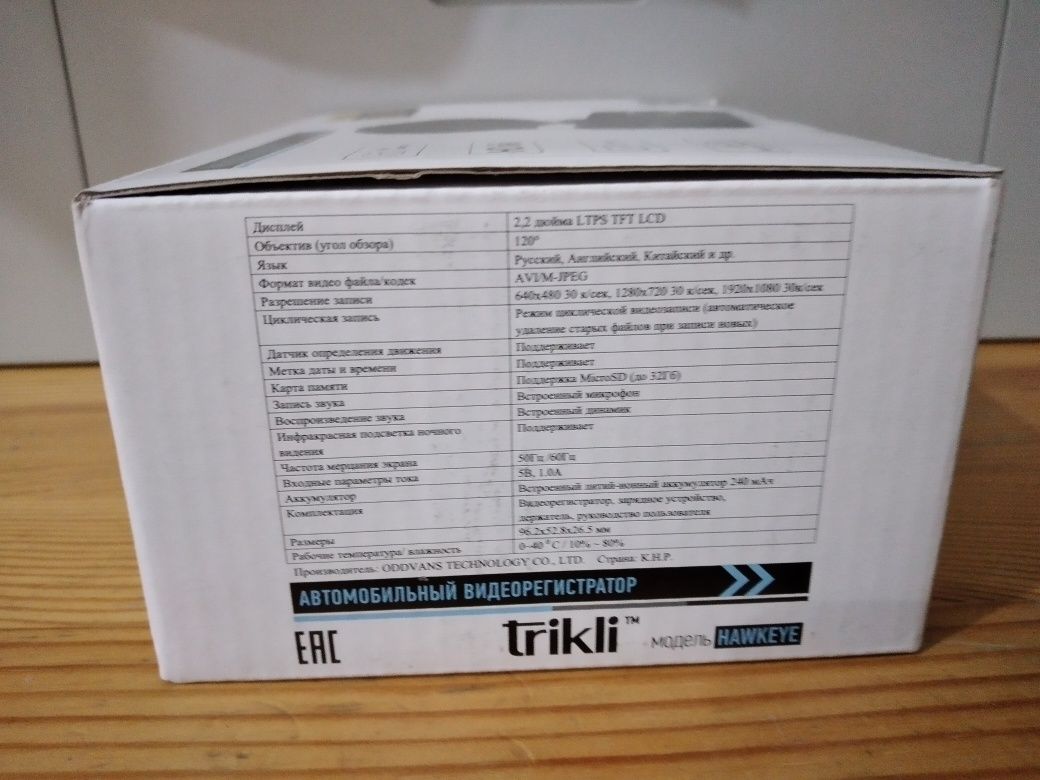 Дисплей 2,2 дюйма LTPS TFT LCD
Объектив (угол обзора) 120°
Язык Русский, Английский, Китайский и др.
Формат видео файла/кодек AVI/M-JPEG
Разрешение записи 640x480 30 к/сек, 1280x720 30 к/сек, 1920x1080 30к/сек
Циклическая запись Режим циклической видеозаписи (автоматическое
удаление старых файлов при записи новых)
Датчик определения движения Поддерживает
Метка даты и времени Поддерживает
Карта памяти Поддержка MicroSD (до 32Гб)
Запись звука Встроенный микрофон
Воспроизведение звука Встроенный динамик
Инфракрасная подсветка ночного Поддерживает
видения
Частота мерцания экрана 50Гц /60Гц
Входные параметры тока 5В, 1.0А
Аккумулятор Встроенный литий-ионный аккумулятор 240 мАч
Комплектация Видеорегистратор, зарядное устройство,
держатель, руководство пользователя
Размеры 96.2x52.8x26.5 мм
Рабочие температура/ влажность 0~40 °C / 10% ~ 80%
Производитель: ODDVANS TECHNOLOGY CO., LTD. Страна: К.Н.Р.
АВТОМОБИЛЬНЫЙ ВИДЕОРЕГИСТРАТОР
EAC trikli™ модель HAWKEYE